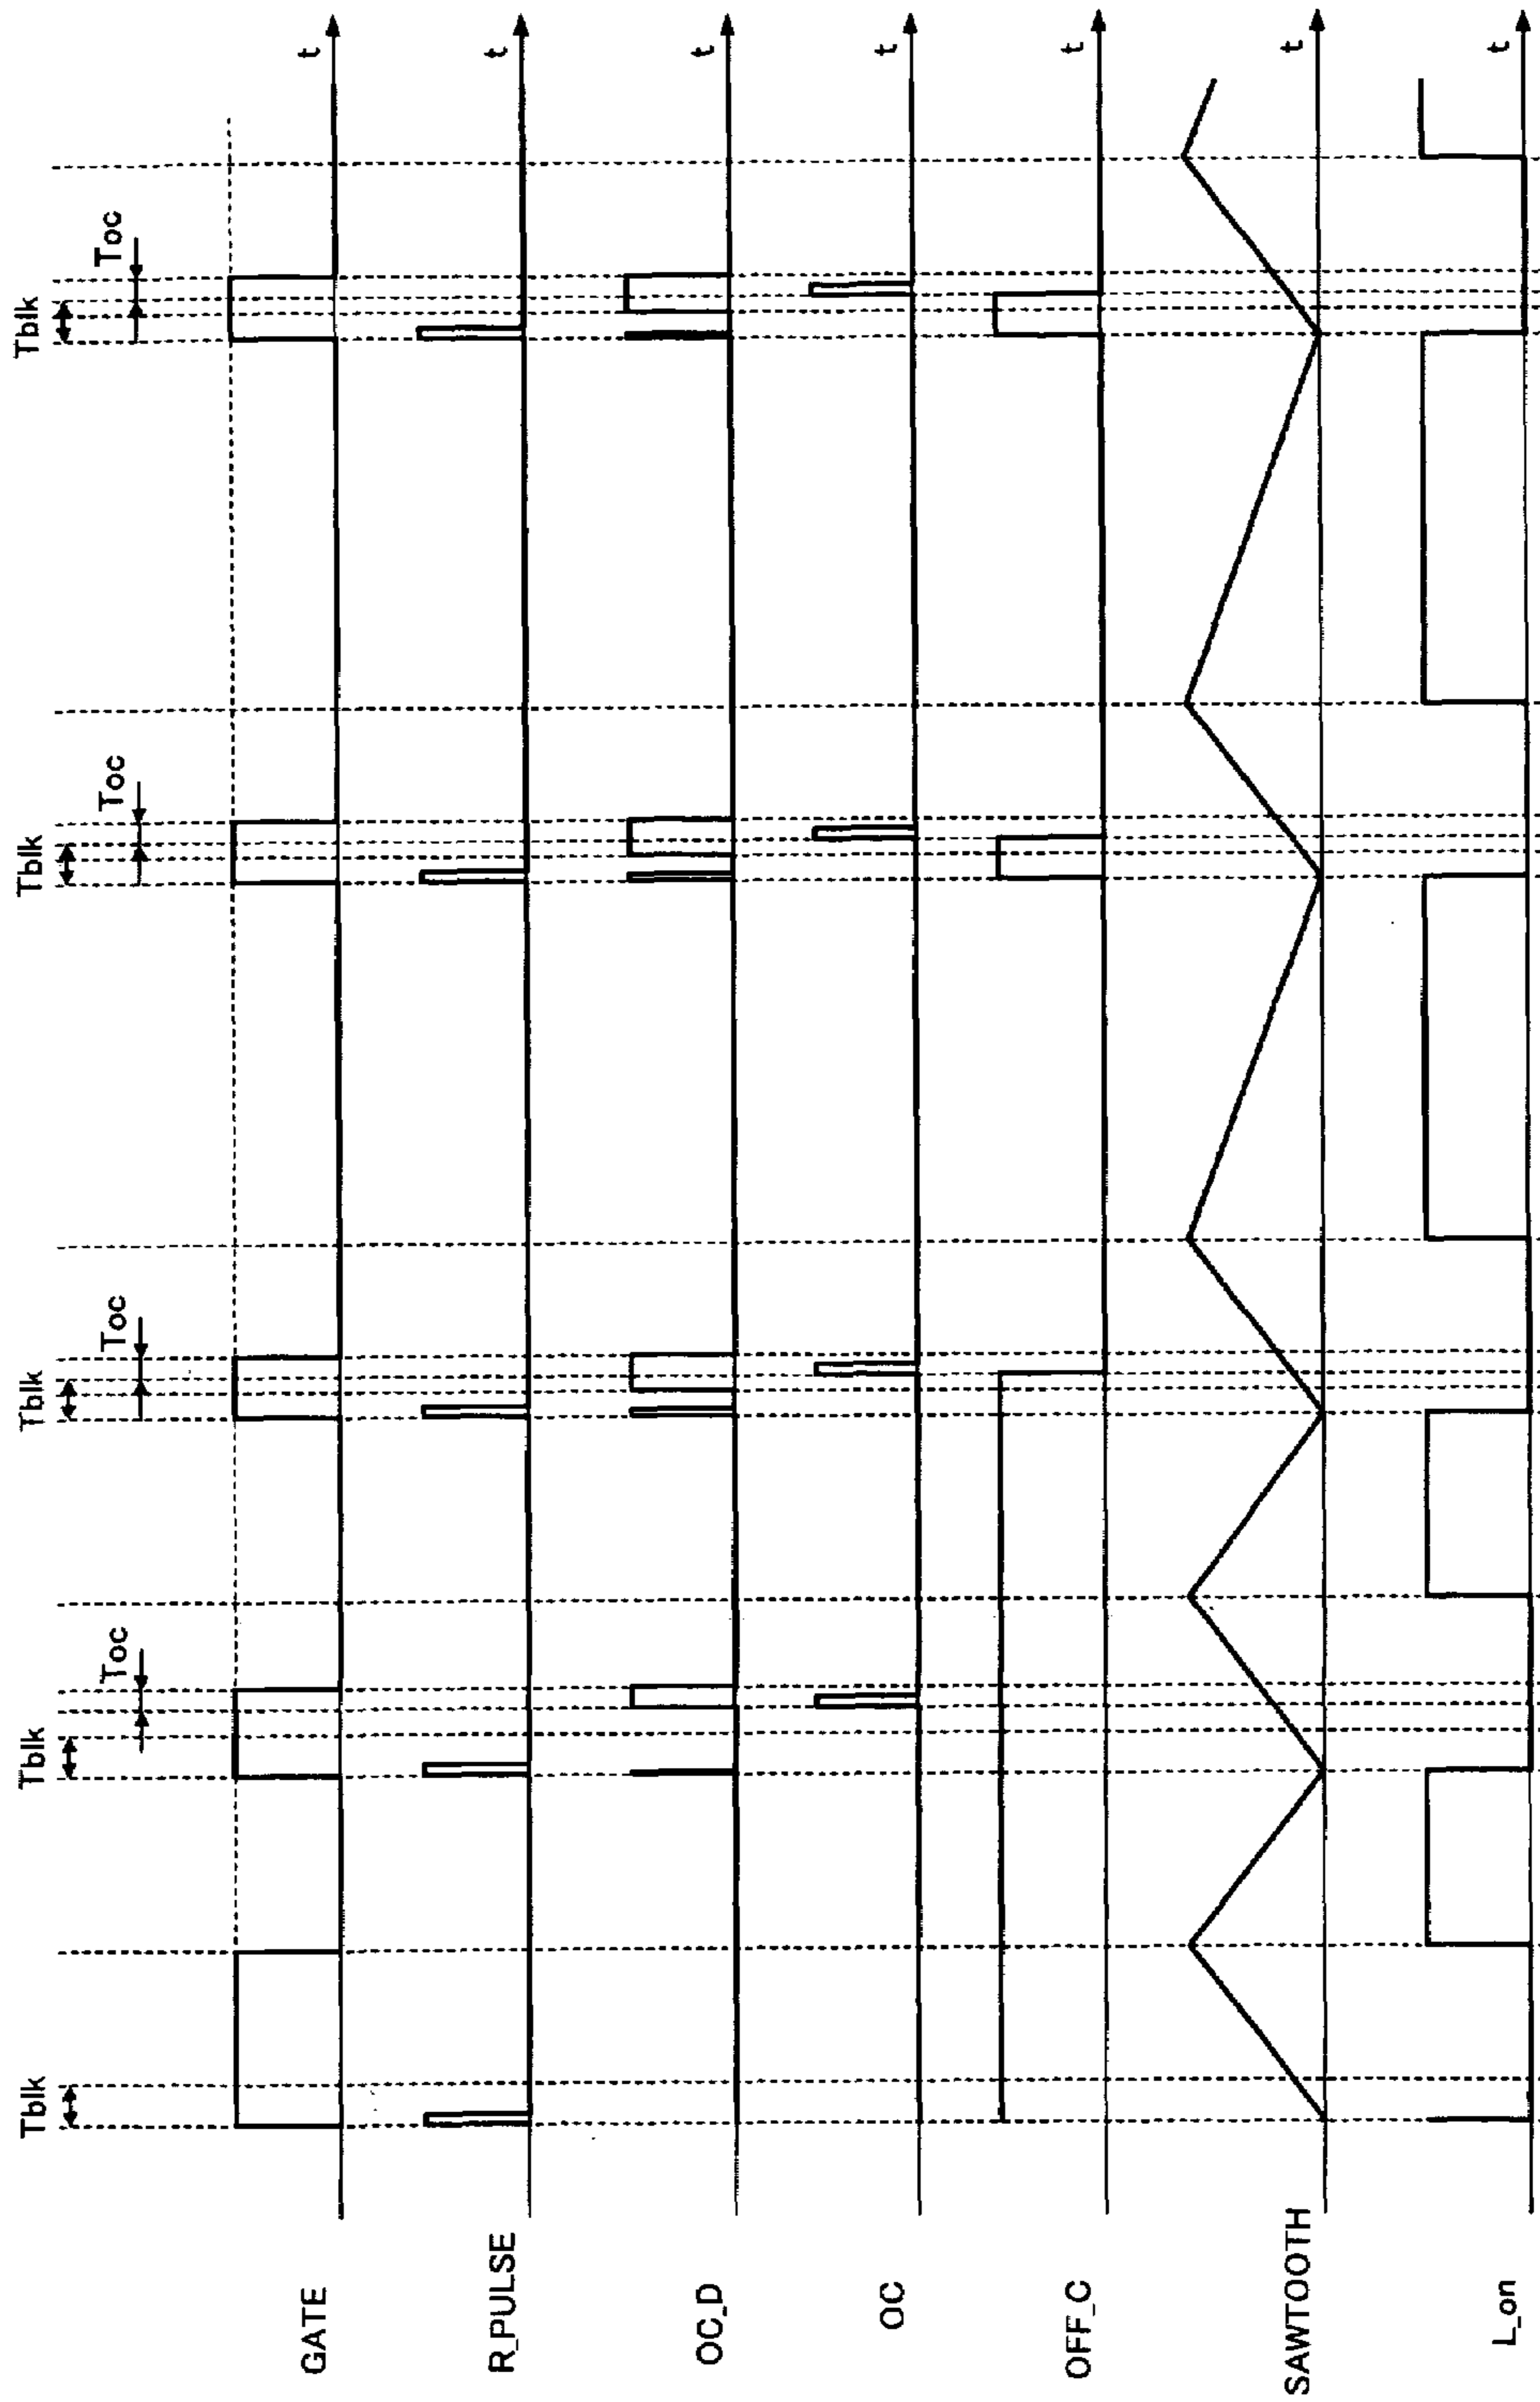 Tblk
Tblk
Toc
Tblk
Toc
Tblk
Toc
Tblk
Toc
GATE
t
R_PULSE
t
OC_D
t
OC
t
OFF_C
t
SAWTOOTH
t
L_on
t